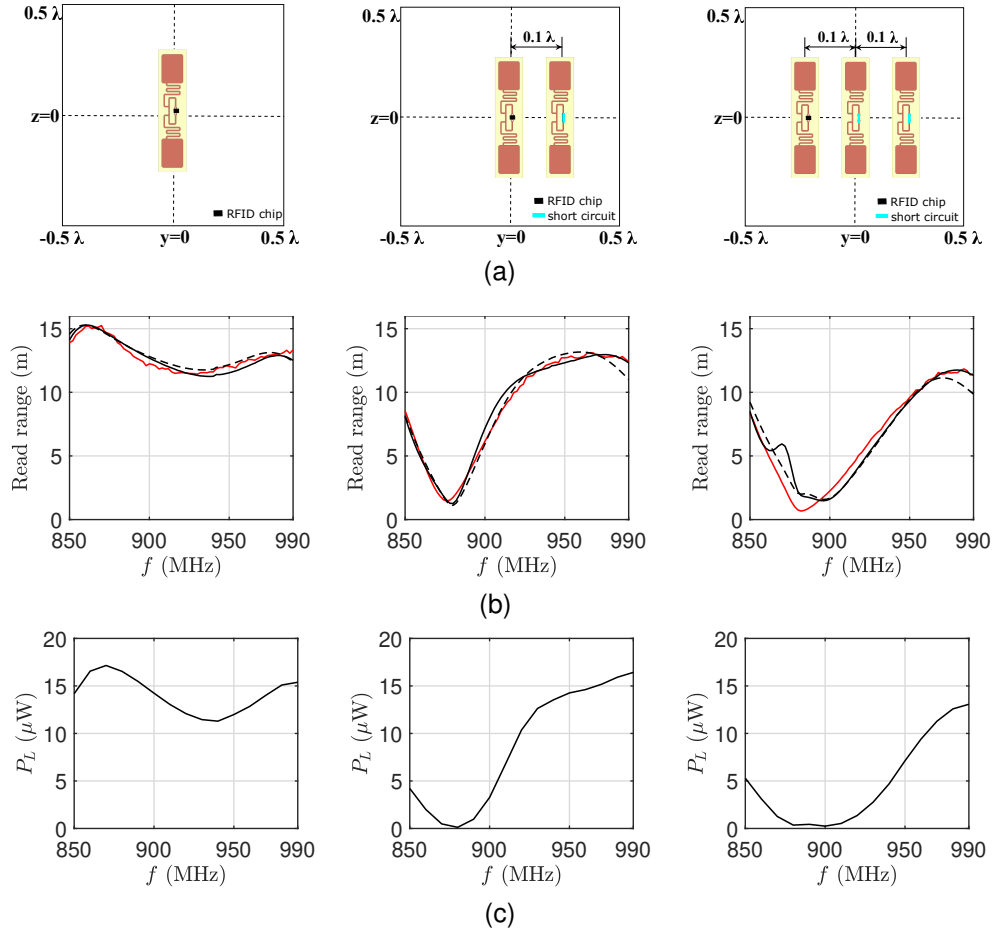 0.5 λ
z=0
RFID chip
-0.5 λ y=0 0.5 λ
0.5 λ
0.1 λ
z=0
RFID chip
short circuit
-0.5 λ y=0 0.5 λ
0.5 λ
0.1 λ 0.1 λ
z=0
RFID chip
short circuit
-0.5 λ y=0 0.5 λ
(a)
Read range (m)
15
10
5
0
850 900 950 990
f (MHz)
Read range (m)
15
10
5
0
850 900 950 990
f (MHz)
Read range (m)
15
10
5
0
850 900 950 990
f (MHz)
(b)
P_L (μW)
20
15
10
5
0
850 900 950 990
f (MHz)
P_L (μW)
20
15
10
5
0
850 900 950 990
f (MHz)
P_L (μW)
20
15
10
5
0
850 900 950 990
f (MHz)
(c)